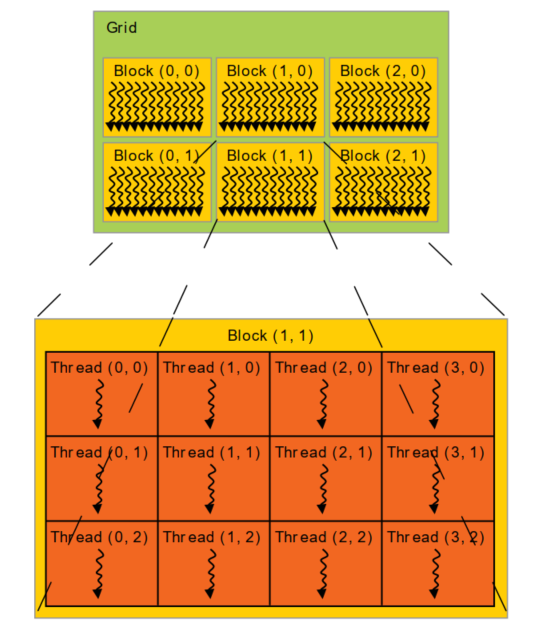 Grid
Block (0, 0) Block (1, 0) Block (2, 0)
Block (0, 1) Block (1, 1) Block (2, 1)
Block (1, 1)
Thread (0, 0) Thread (1, 0) Thread (2, 0) Thread (3, 0)
Thread (0, 1) Thread (1, 1) Thread (2, 1) Thread (3, 1)
Thread (0, 2) Thread (1, 2) Thread (2, 2) Thread (3, 2)